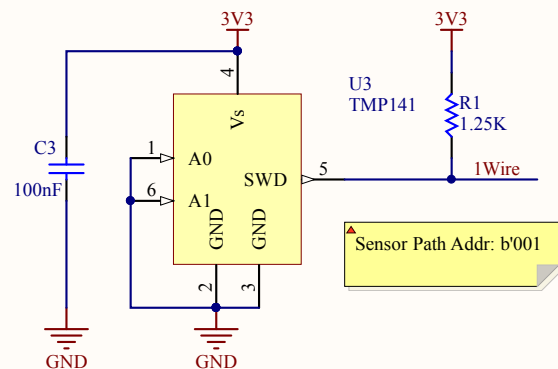 3V3
3V3
4
Vs
U3
TMP141
R1
1.25K
C3
100nF
1
A0
6
A1
SWD
5
1Wire
GND
GND
2
3
Sensor Path Addr: b'001
GND
GND